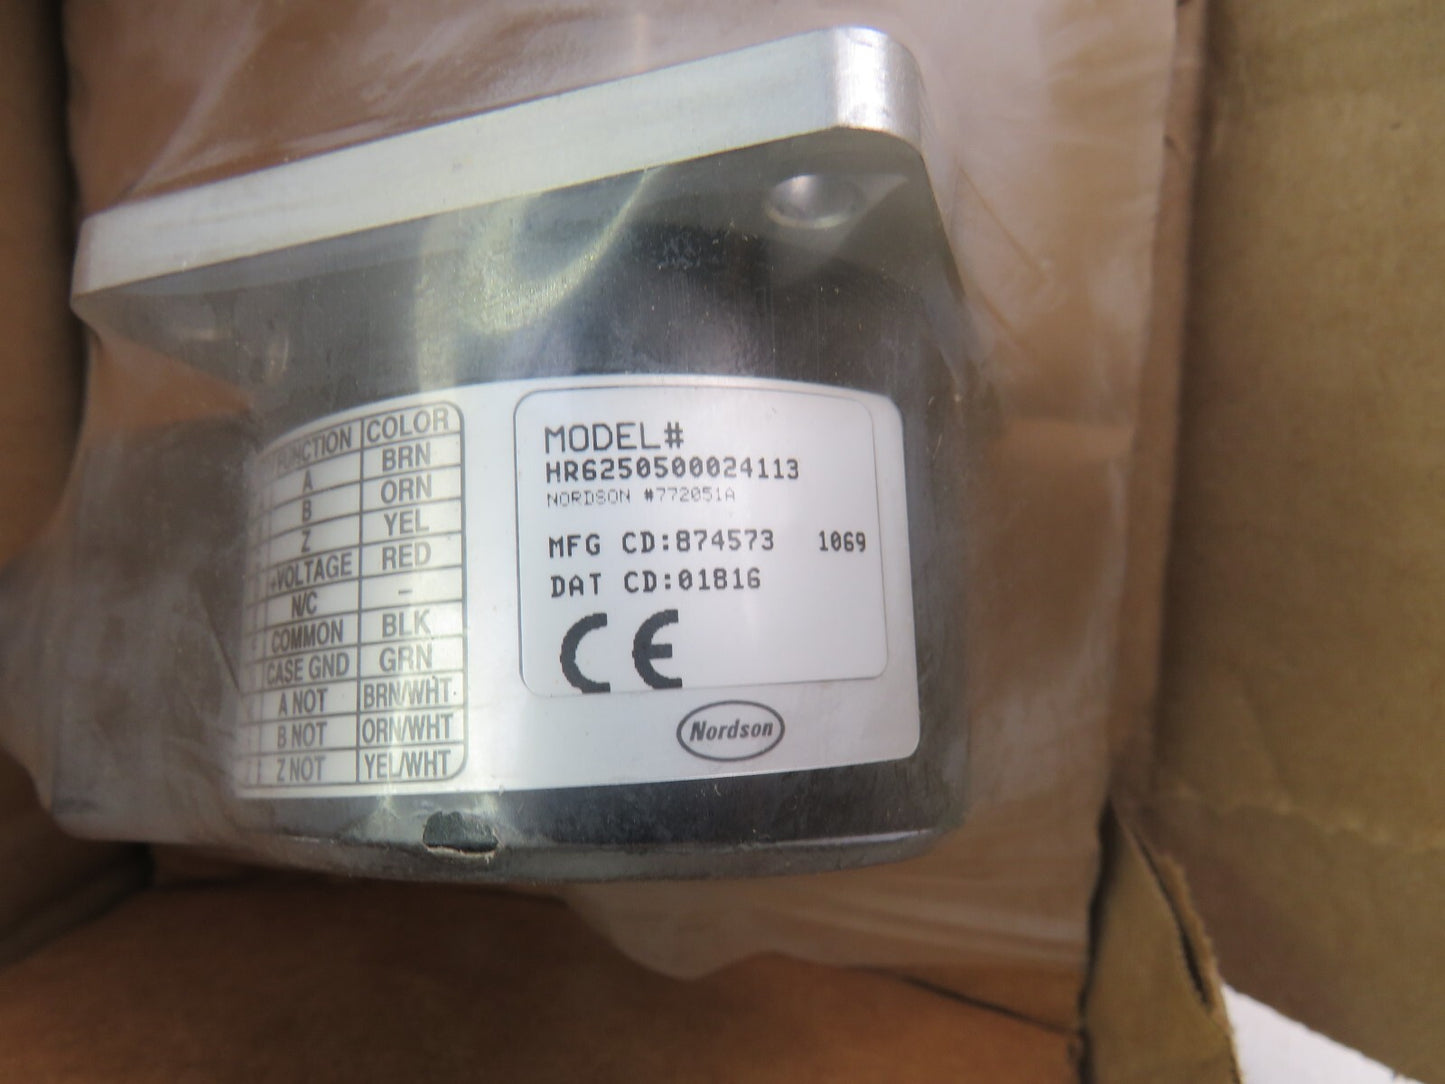 FUNCTION COLOR
A BRN
B ORN
Z YEL
+VOLTAGE RED
N/C –
COMMON BLK
CASE GND GRN
A NOT BRN/WHT
B NOT ORN/WHT
Z NOT YEL/WHT
MODEL#
HR6250500024113
NORDSON #772051A
MFG CD:874573 1069
DAT CD:01816
CE
Nordson